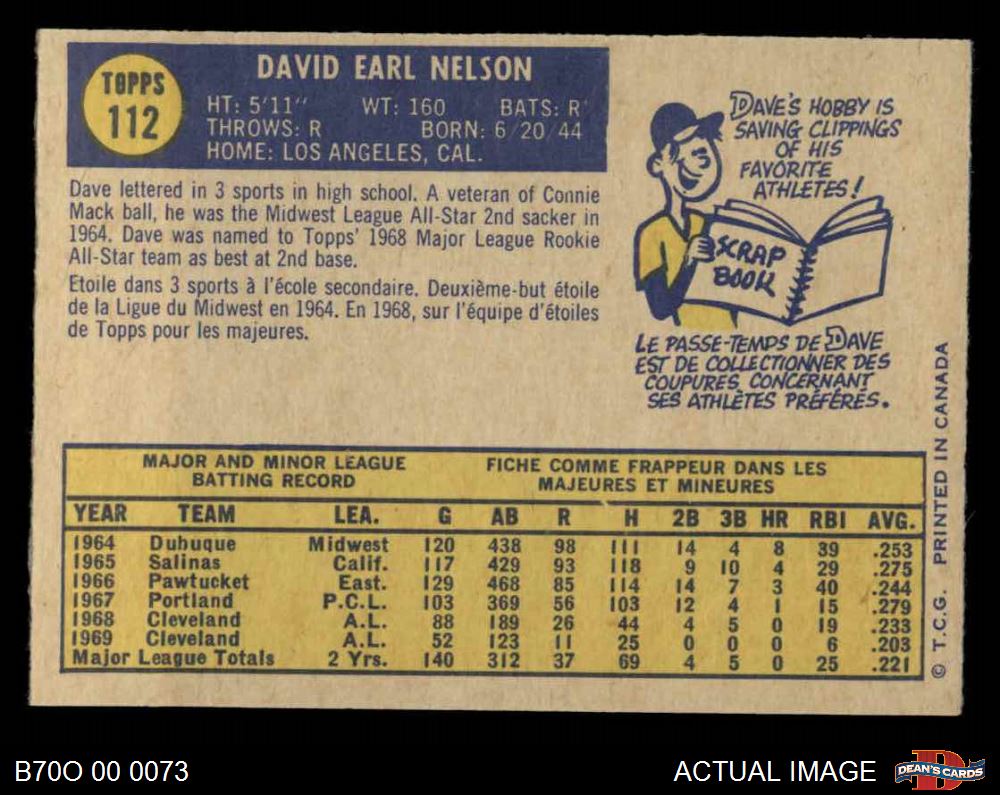 TOPPS
112
DAVID EARL NELSON
HT: 5'11" WT: 160 BATS: R
THROWS: R BORN: 6/20/44
HOME: LOS ANGELES, CAL.
Dave lettered in 3 sports in high school. A veteran of Connie
Mack ball, he was the Midwest League All-Star 2nd sacker in
1964. Dave was named to Topps' 1968 Major League Rookie
All-Star team as best at 2nd base.
Etoile dans 3 sports à l'école secondaire. Deuxième-but étoile
de la Ligue du Midwest en 1964. En 1968, sur l'équipe d'étoiles
de Topps pour les majeures.
DAVE'S HOBBY IS
SAVING CLIPPINGS
OF HIS
FAVORITE
ATHLETES!
SCRAP
BOOK
LE PASSE-TEMPS DE DAVE
EST DE COLLECTIONNER DES
COUPURES CONCERNANT
SES ATHLÈTES PRÉFÉRÉS.
MAJOR AND MINOR LEAGUE
BATTING RECORD
FICHE COMME FRAPPEUR DANS LES
MAJEURES ET MINEURES
YEAR TEAM LEA. G AB R H 2B 3B HR RBI AVG.
1964 Duhuque Midwest 120 438 98 111 14 4 8 39 .253
1965 Salinas Calif. 117 429 93 118 9 10 4 29 .275
1966 Pawtucket East. 129 468 85 114 14 7 3 40 .244
1967 Portland P.C.L. 103 369 56 103 12 4 1 15 .279
1968 Cleveland A.L. 88 189 26 44 4 5 0 19 .233
1969 Cleveland A.L. 52 123 11 25 0 0 0 6 .203
Major League Totals 2 Yrs. 140 312 37 69 4 5 0 25 .221
© T.C.G. PRINTED IN CANADA
B70O 00 0073
ACTUAL IMAGE
D
DEAN'S CARDS